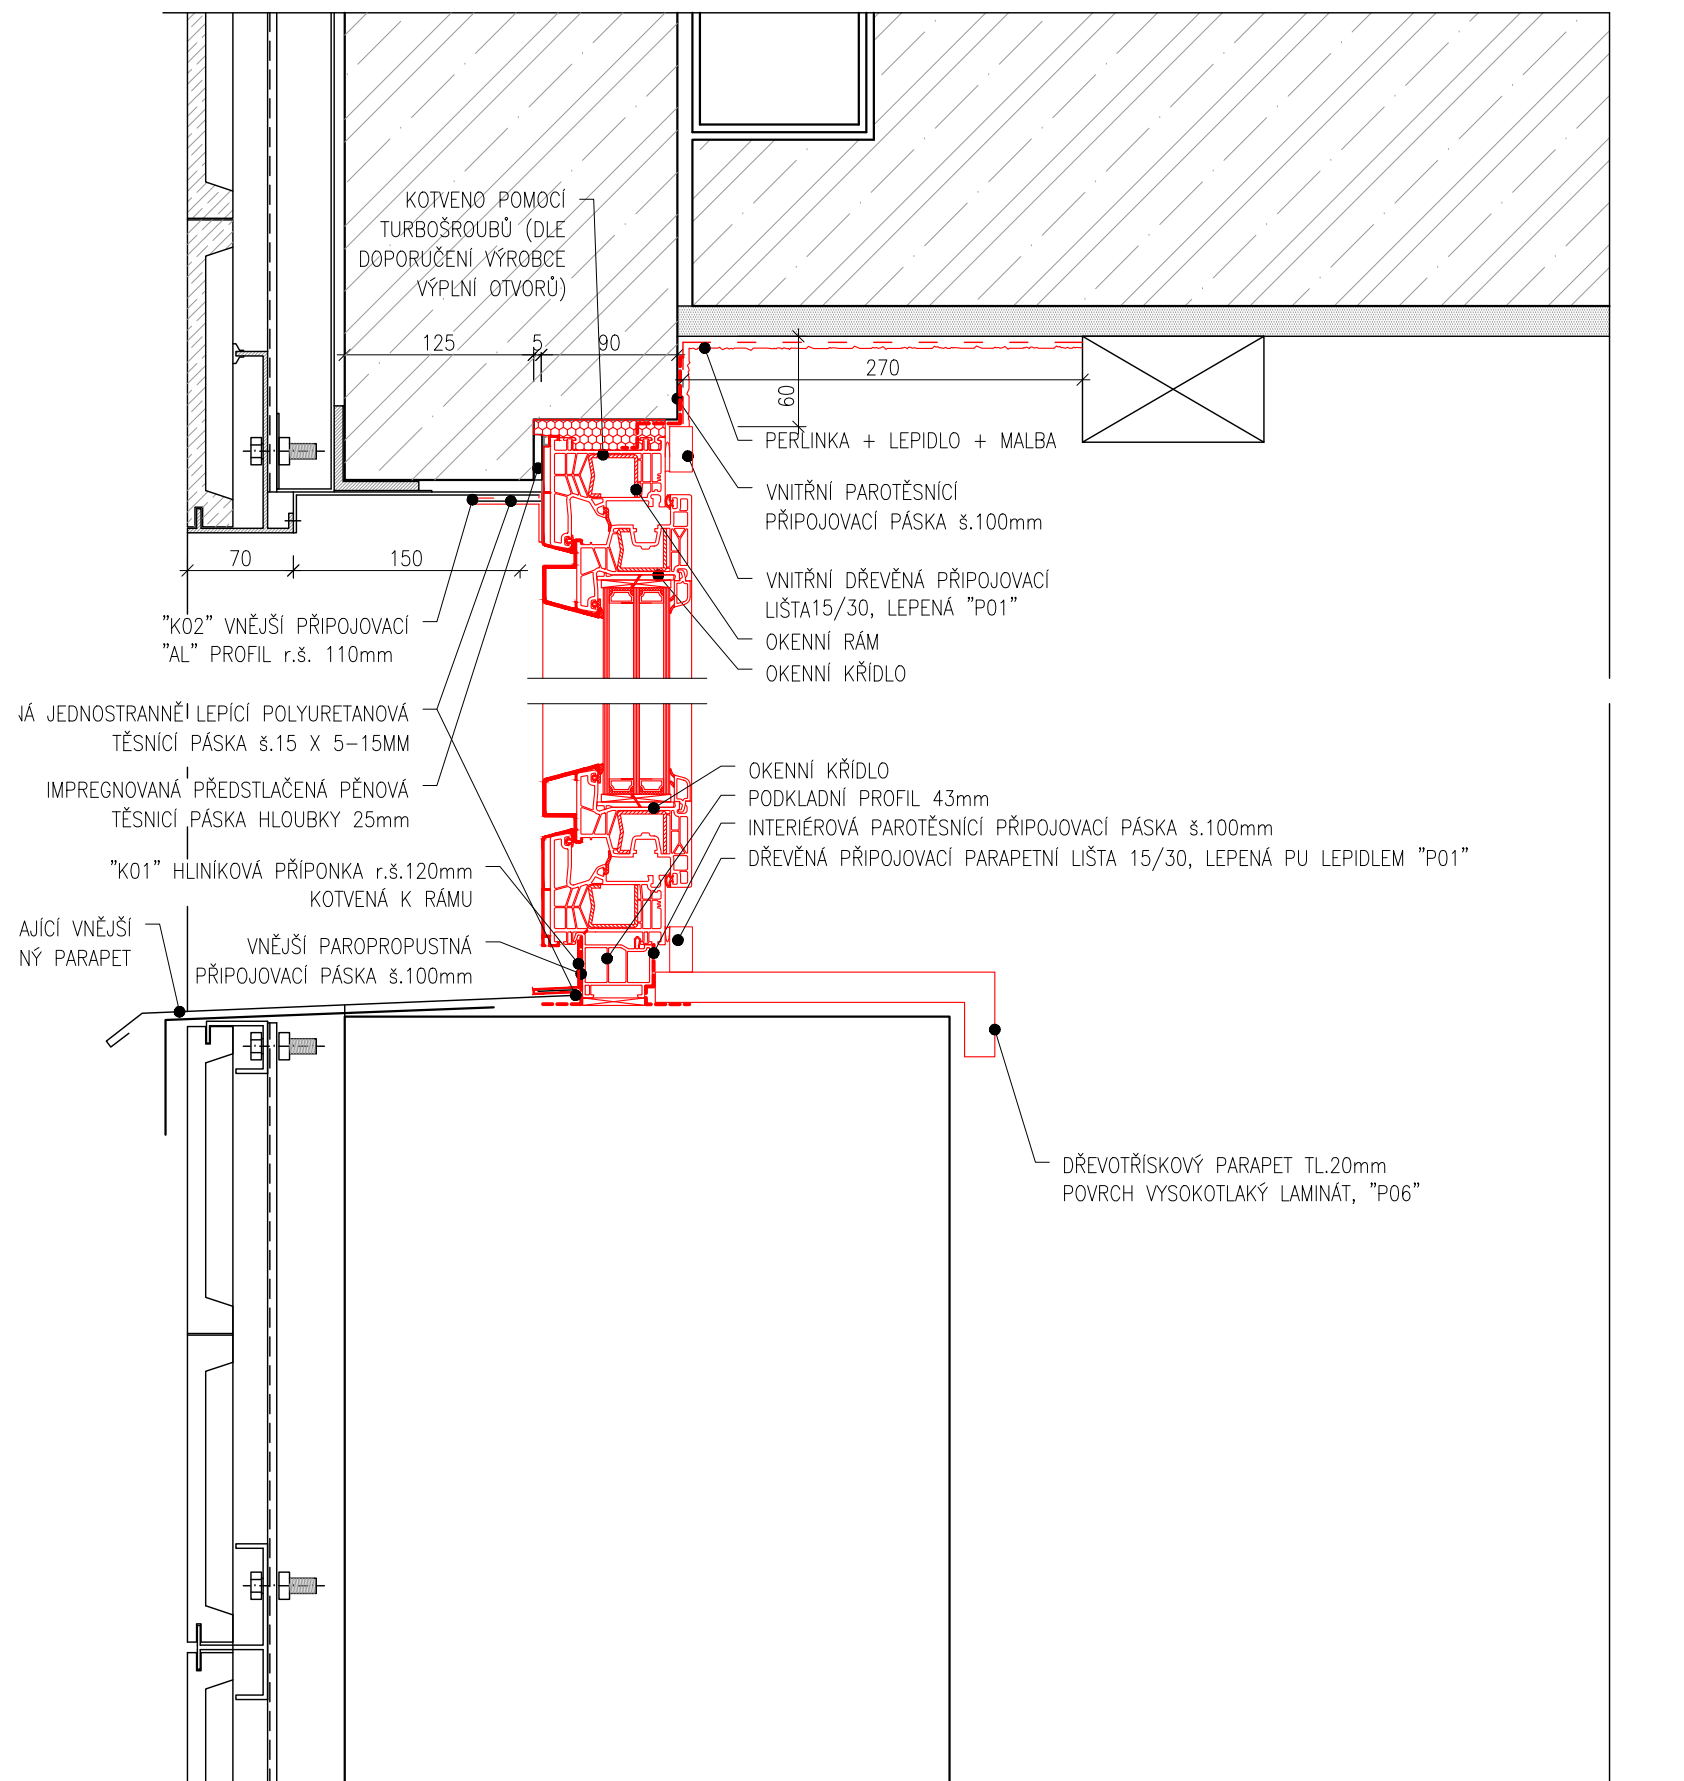 KOTVENO POMOCÍ
TURBOŠROUBŮ (DLE
DOPORUČENÍ VÝROBCE
VÝPLNÍ OTVORŮ)
125
5
90
270
60
PERLINKA + LEPIDLO + MALBA
VNITŘNÍ PAROTĚSNÍCÍ
PŘIPOJOVACÍ PÁSKA š.100mm
70
150
VNITŘNÍ DŘEVĚNÁ PŘIPOJOVACÍ
LIŠTA15/30, LEPENÁ "P01"
"K02" VNĚJŠÍ PŘIPOJOVACÍ
"AL" PROFIL r.š. 110mm
OKENNÍ RÁM
OKENNÍ KŘÍDLO
JEDNOSTRANNĚ LEPÍCÍ POLYURETANOVÁ
TĚSNÍCÍ PÁSKA š.15 X 5-15MM
IMPREGNOVANÁ PŘEDSTLAČENÁ PĚNOVÁ
TĚSNICÍ PÁSKA HLOUBKY 25mm
OKENNÍ KŘÍDLO
PODKLADNÍ PROFIL 43mm
INTERIÉROVÁ PAROTĚSNÍCÍ PŘIPOJOVACÍ PÁSKA š.100mm
DŘEVĚNÁ PŘIPOJOVACÍ PARAPETNÍ LIŠTA 15/30, LEPENÁ PU LEPIDLEM "P01"
"K01" HLINÍKOVÁ PŘÍPONKA r.š.120mm
KOTVENÁ K RÁMU
AJÍCÍ VNĚJŠÍ
NÝ PARAPET
VNĚJŠÍ PAROPROPUSTNÁ
PŘIPOJOVACÍ PÁSKA š.100mm
DŘEVOTŘÍSKOVÝ PARAPET TL.20mm
POVRCH VYSOKOTLAKÝ LAMINÁT, "P06"